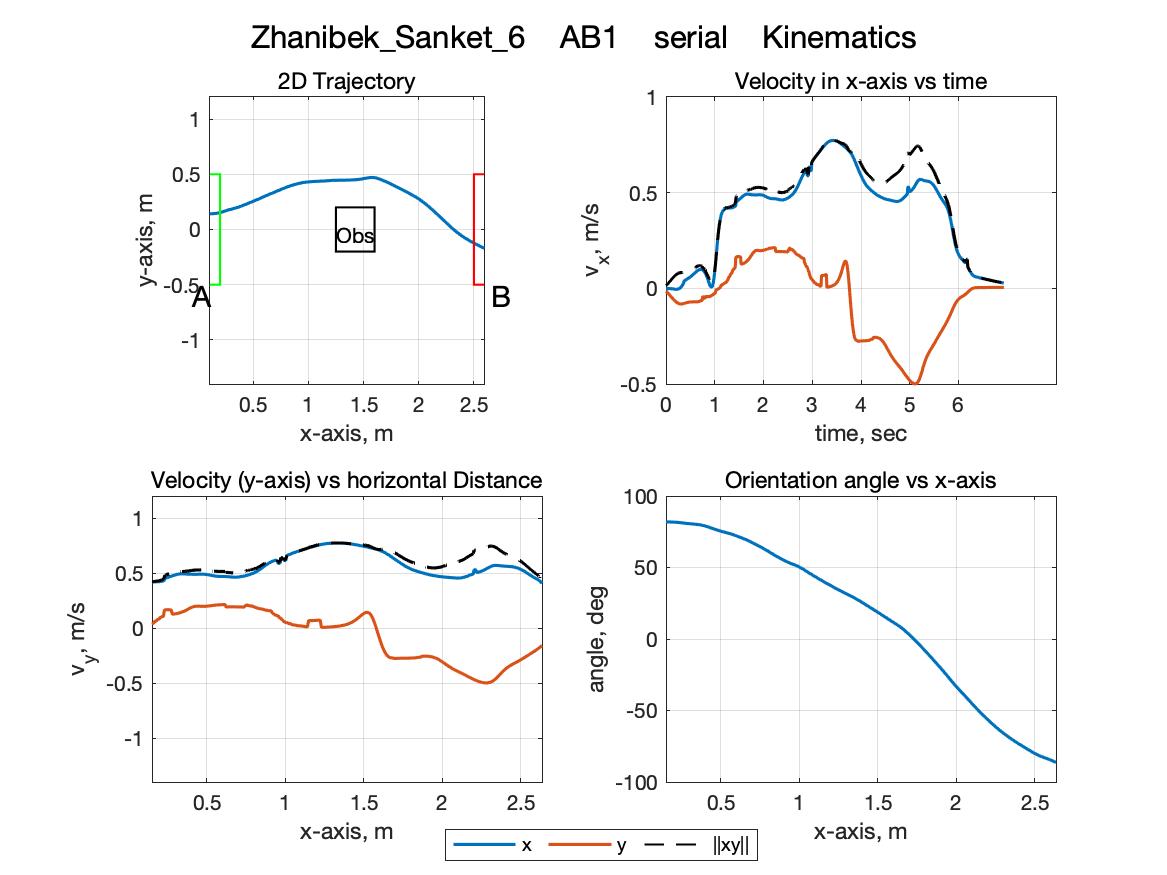 Zhanibek_Sanket_6 AB1 serial Kinematics
2D Trajectory
1
0.5
0
-0.5
-1
y-axis, m
A
B
Obs
0.5 1 1.5 2 2.5
x-axis, m
Velocity in x-axis vs time
1
0.5
0
-0.5
v_x, m/s
0 1 2 3 4 5 6
time, sec
Velocity (y-axis) vs horizontal Distance
1
0.5
0
-0.5
-1
v_y, m/s
0.5 1 1.5 2 2.5
x-axis, m
Orientation angle vs x-axis
100
50
0
-50
-100
angle, deg
0.5 1 1.5 2 2.5
x-axis, m
x y ||xy||